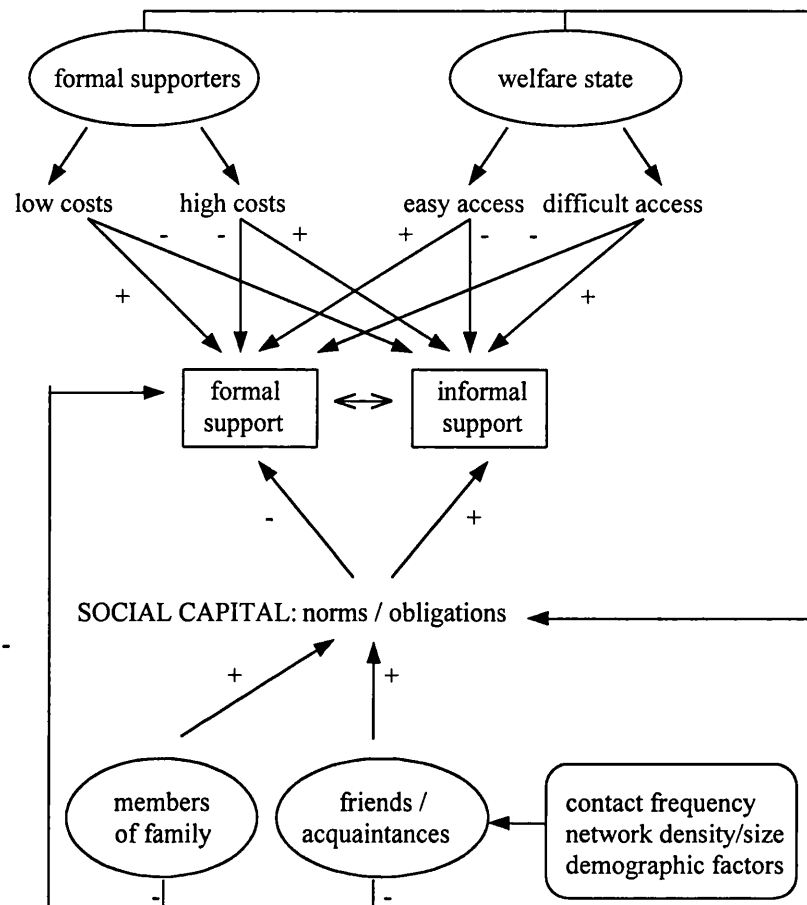 formal supporters welfare state
low costs high costs easy access difficult access
- - + + - -
+ +
formal informal
support support
- +
SOCIAL CAPITAL: norms / obligations
-
+ +
members friends / contact frequency
of family acquaintances network density/size
demographic factors
- -